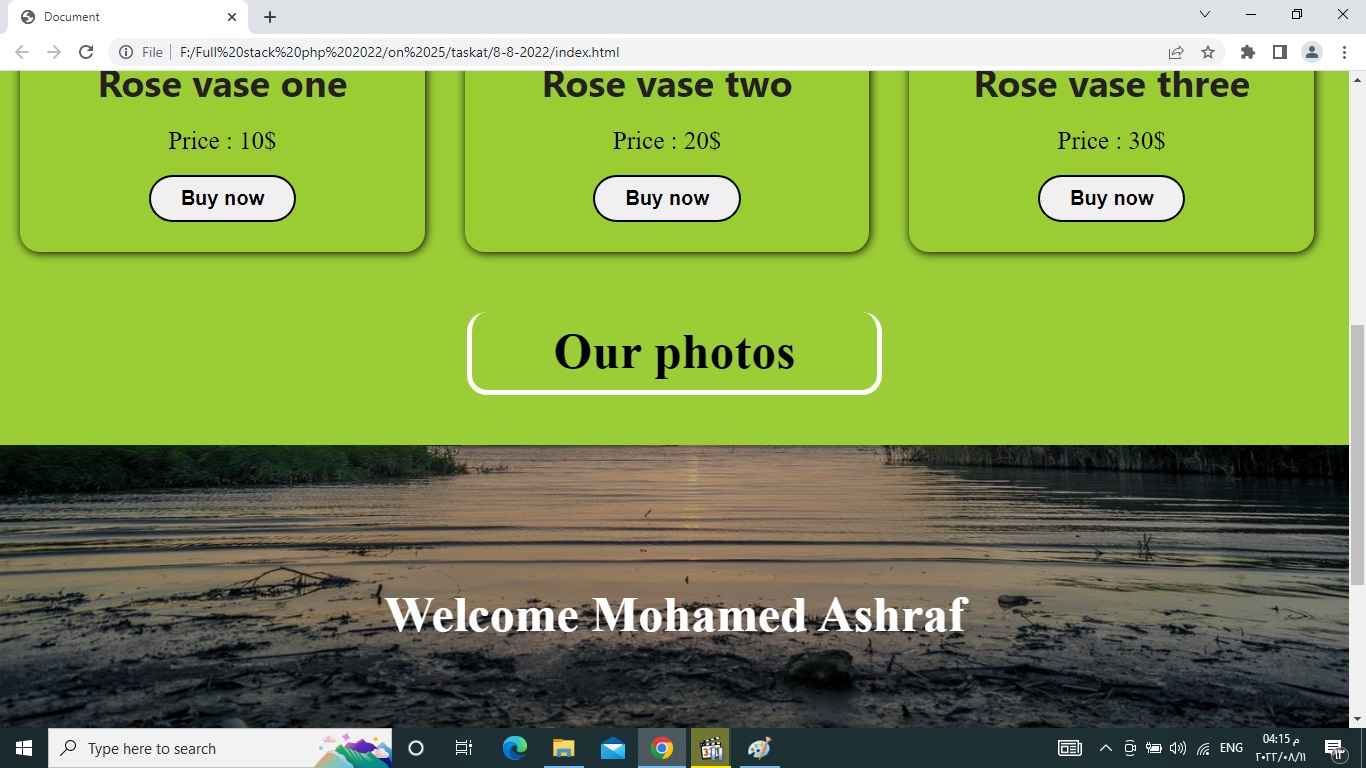 Document
File
F:/Full%20stack%20php%202022/on%2025/taskat/8-8-2022/index.html
Rose vase one
Rose vase two
Rose vase three
Price : 10$
Price : 20$
Price : 30$
Buy now
Buy now
Buy now
Our photos
Welcome Mohamed Ashraf
Type here to search
ENG
04:15 م
٢٠٢٢/٠٨/١١
١٣